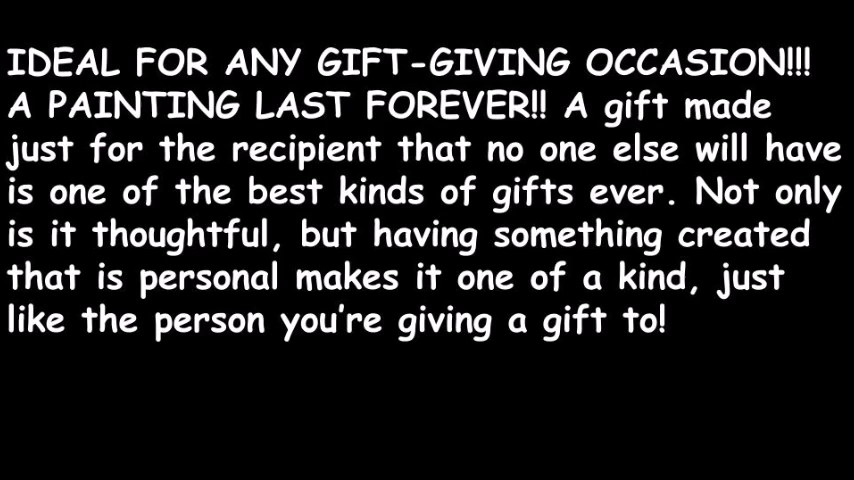 IDEAL FOR ANY GIFT-GIVING OCCASION!!!
A PAINTING LAST FOREVER!! A gift made
just for the recipient that no one else will have
is one of the best kinds of gifts ever. Not only
is it thoughtful, but having something created
that is personal makes it one of a kind, just
like the person you’re giving a gift to!